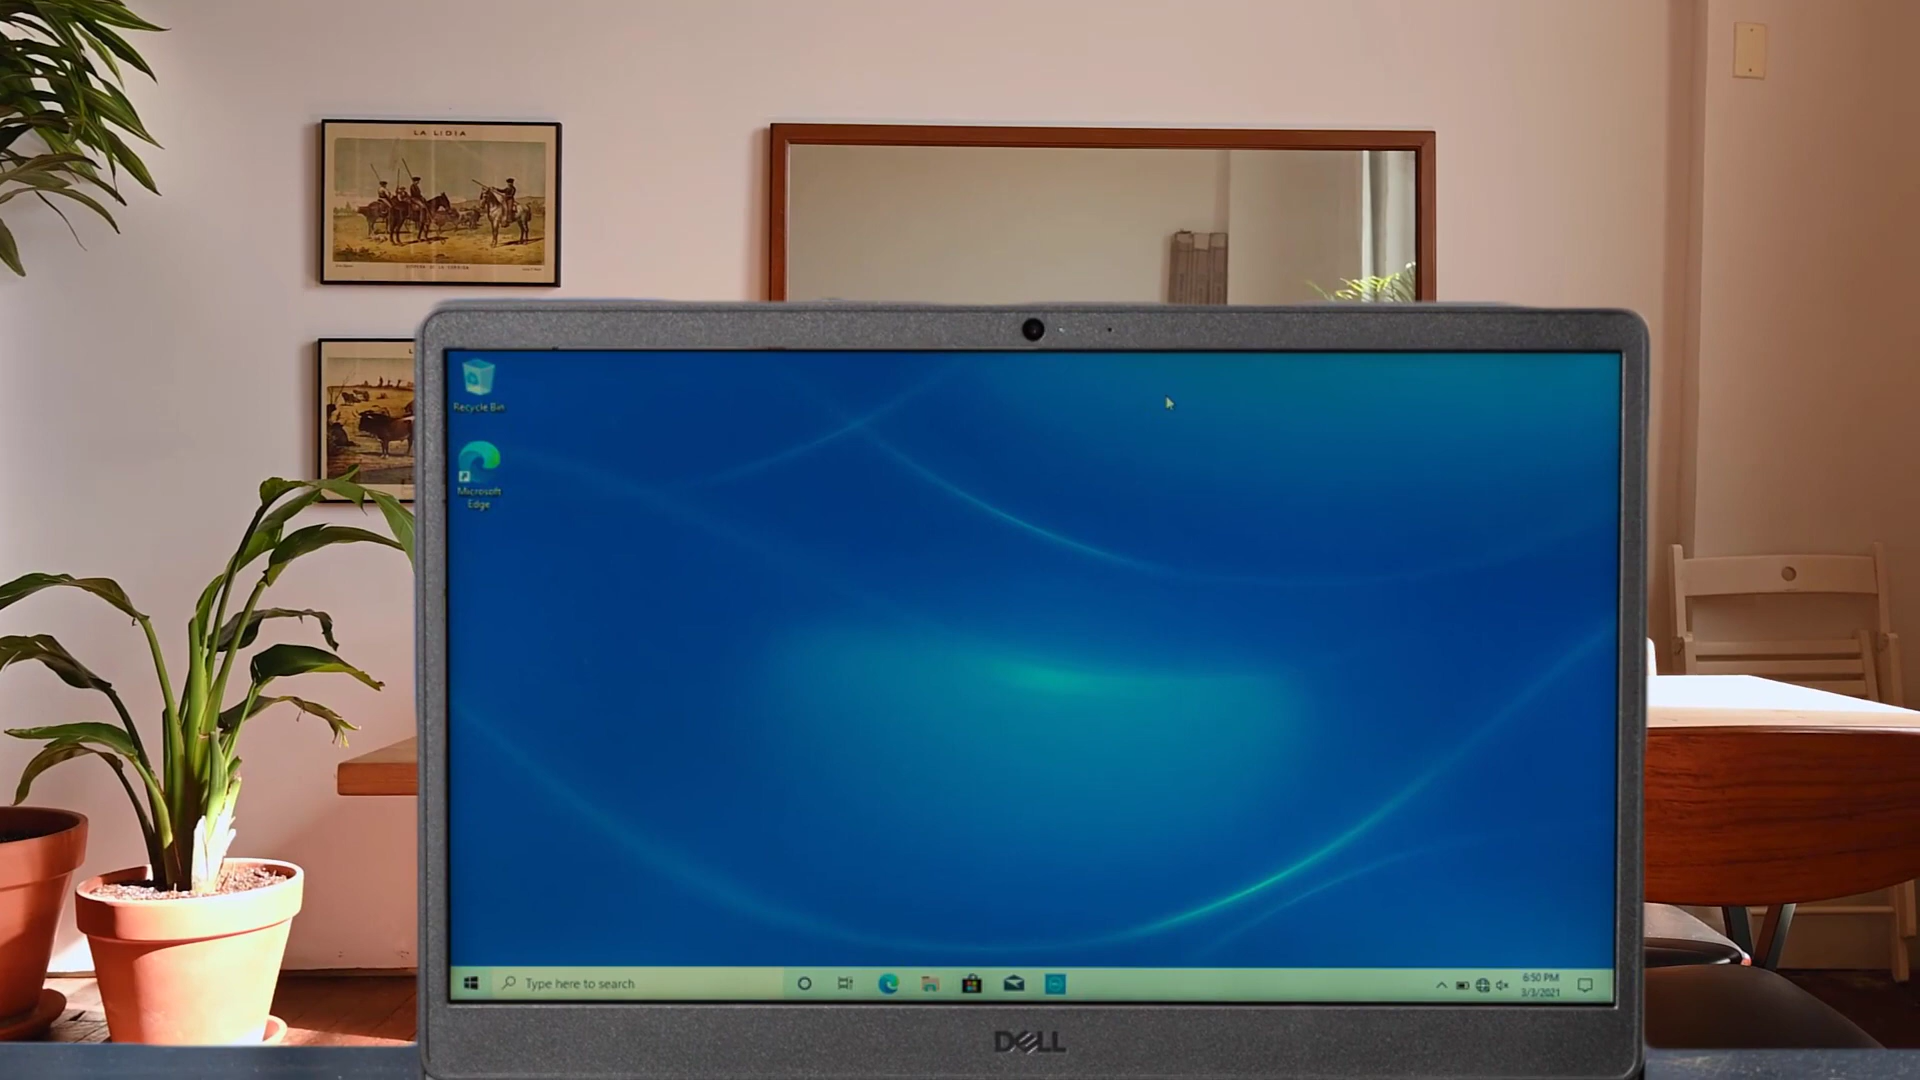 LA LIDIA
Recycle Bin
Microsoft
Edge
Type here to search
6:50 PM
3/3/2021
DELL